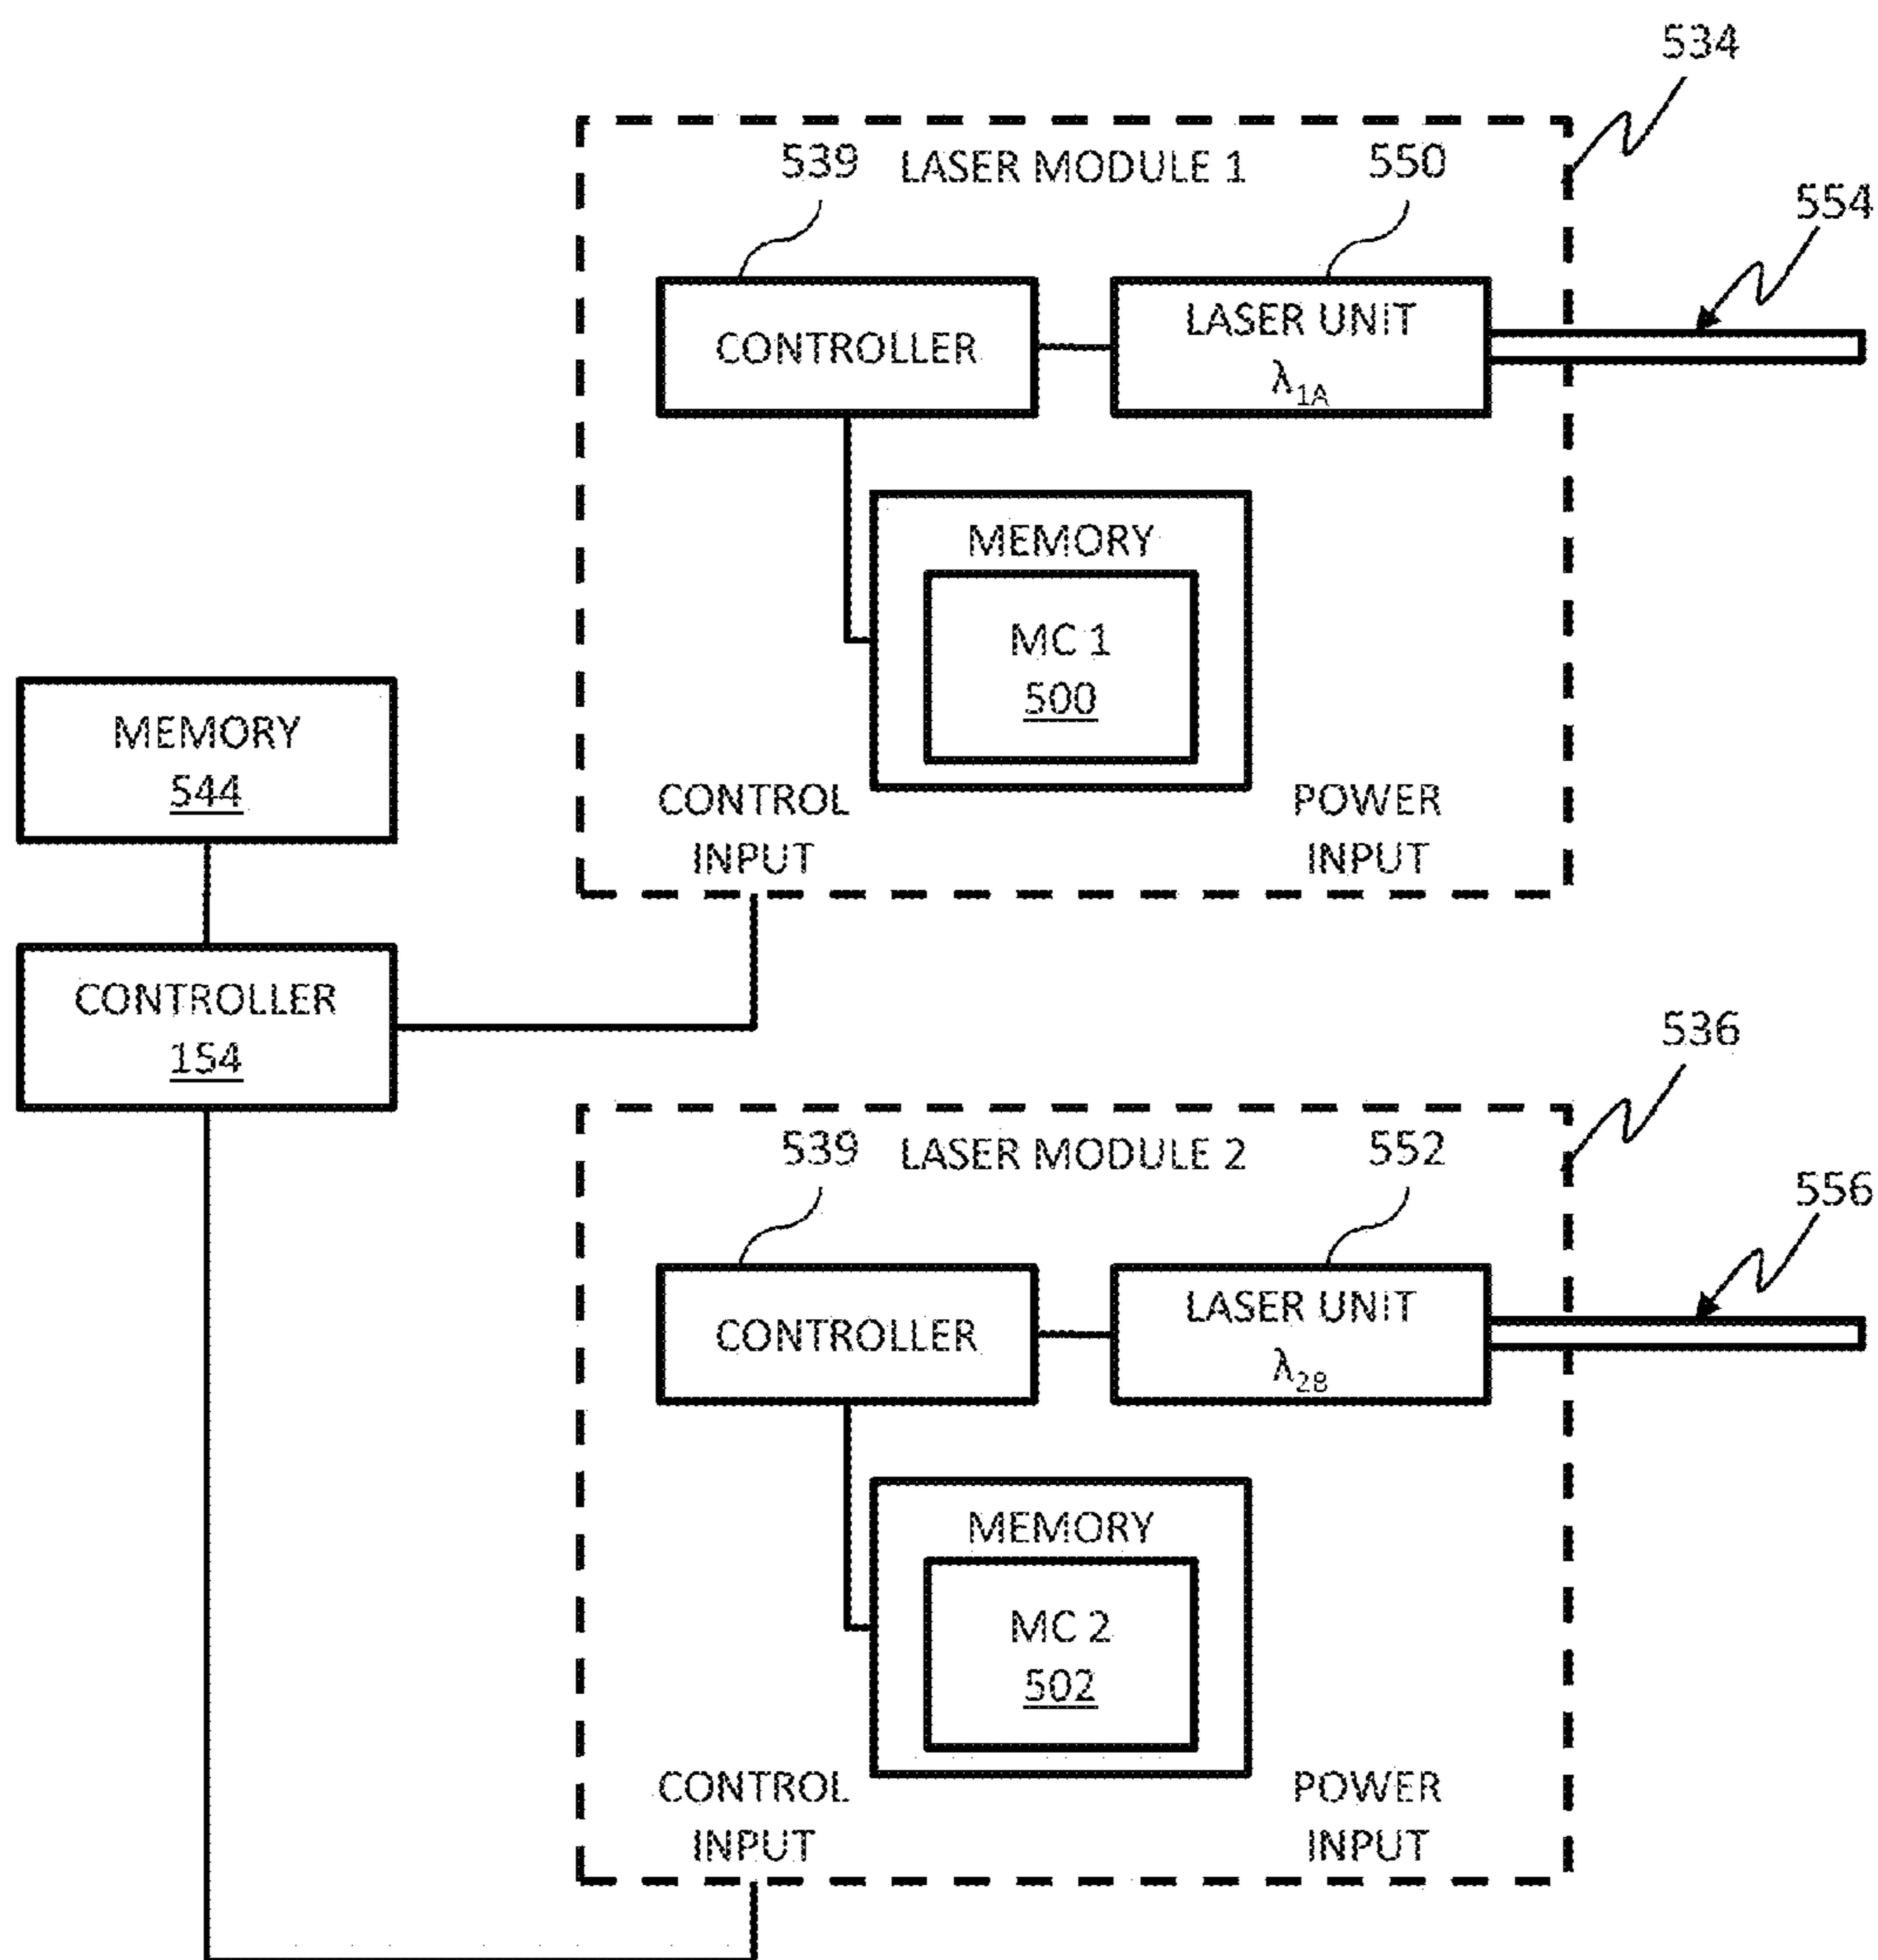 534
539
LASER MODULE 1
550
554
CONTROLLER
LASER UNIT
λ1A
MEMORY
MC 1
500
MEMORY
544
CONTROL
INPUT
POWER
INPUT
CONTROLLER
154
536
539
LASER MODULE 2
552
556
CONTROLLER
LASER UNIT
λ2B
MEMORY
MC 2
502
CONTROL
INPUT
POWER
INPUT